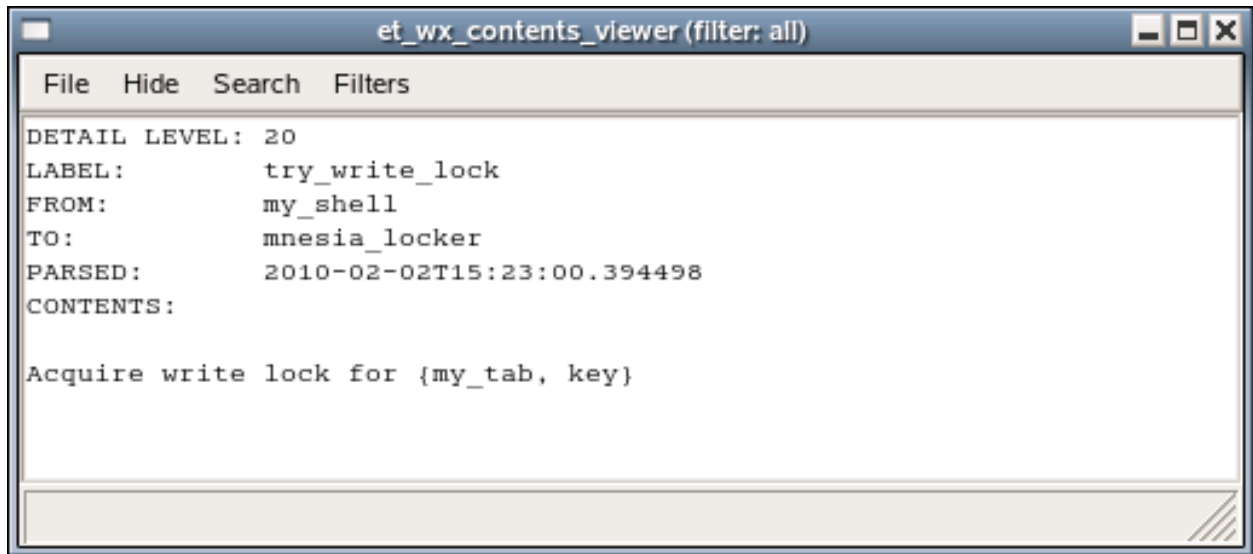 et_wx_contents_viewer (filter: all)
File Hide Search Filters
DETAIL LEVEL: 20
LABEL: try_write_lock
FROM: my_shell
TO: mnesia_locker
PARSED: 2010-02-02T15:23:00.394498
CONTENTS:
Acquire write lock for {my_tab, key}